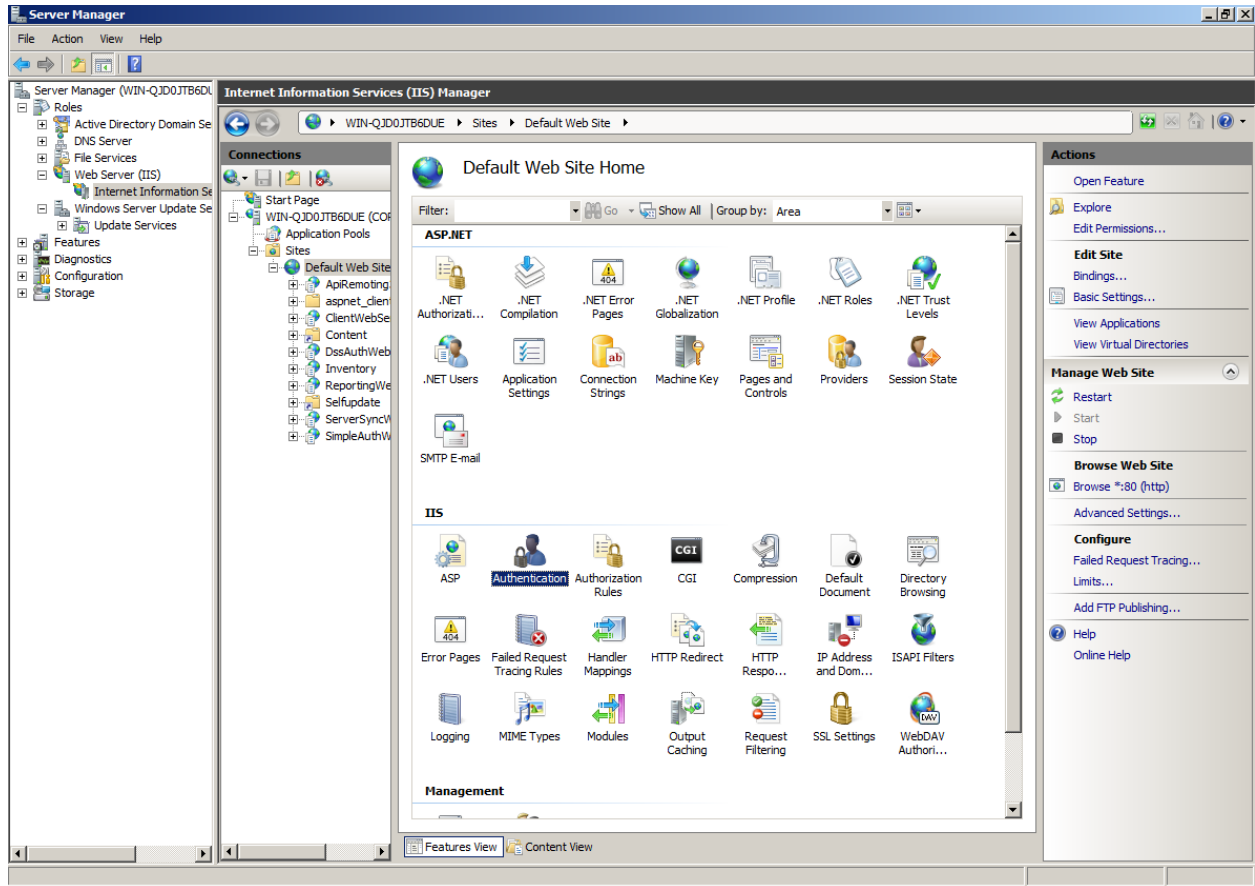 Server Manager
File Action View Help
Server Manager (WIN-QJD0JTB6DU
Roles
Active Directory Domain Se
DNS Server
File Services
Web Server (IIS)
Internet Information Se
Windows Server Update Se
Update Services
Features
Diagnostics
Configuration
Storage
Internet Information Services (IIS) Manager
WIN-QJD0JTB6DUE Sites Default Web Site
Connections
Start Page
WIN-QJD0JTB6DUE (COR
Application Pools
Sites
Default Web Site
ApiRemoting
aspnet_clien
ClientWebSe
Content
DssAuthWeb
Inventory
ReportingWe
Selfupdate
ServerSyncW
SimpleAuthW
Default Web Site Home
Filter: Go Show All Group by: Area
ASP.NET
.NET Authorizati...
.NET Compilation
.NET Error Pages
.NET Globalization
.NET Profile
.NET Roles
.NET Trust Levels
.NET Users
Application Settings
Connection Strings
Machine Key
Pages and Controls
Providers
Session State
SMTP E-mail
IIS
ASP
Authentication
Authorization Rules
CGI
Compression
Default Document
Directory Browsing
Error Pages
Failed Request Tracing Rules
Handler Mappings
HTTP Redirect
HTTP Respo...
IP Address and Dom...
ISAPI Filters
Logging
MIME Types
Modules
Output Caching
Request Filtering
SSL Settings
WebDAV Authori...
Management
Features View Content View
Actions
Open Feature
Explore
Edit Permissions...
Edit Site
Bindings...
Basic Settings...
View Applications
View Virtual Directories
Manage Web Site
Restart
Start
Stop
Browse Web Site
Browse *:80 (http)
Advanced Settings...
Configure
Failed Request Tracing...
Limits...
Add FTP Publishing...
Help
Online Help